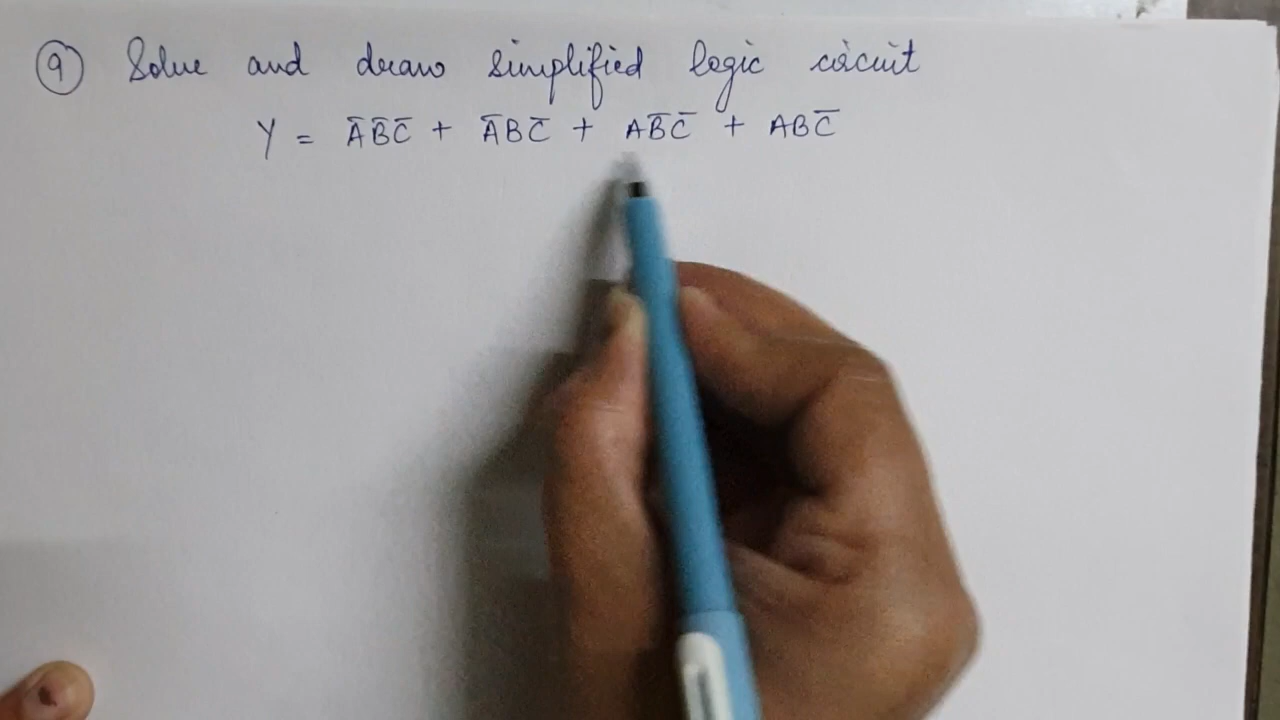 9 Solve and draw simplified logic circuit
Y = A̅B̅C̅ + A̅BC̅ + AB̅C̅ + ABC̅